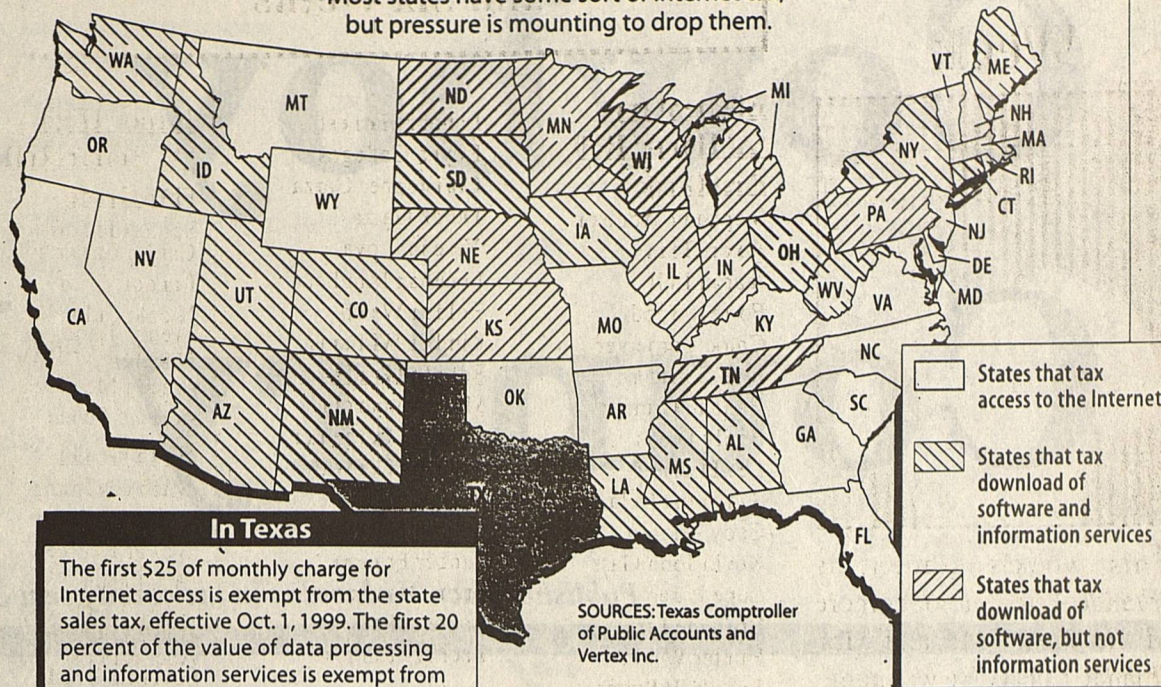 but pressure is mounting to drop them.
WA
MT
ND
MN
MI
VT
ME
NH
MA
RI
CT
NJ
DE
MD
OR
ID
WY
SD
WI
NY
PA
NV
UT
CO
NE
IA
IL
IN
OH
WV
VA
CA
KS
MO
KY
NC
AZ
NM
OK
AR
TN
SC
TX
LA
MS
AL
GA
FL
States that tax
access to the Internet
States that tax
download of
software and
information services
States that tax
download of
software, but not
information services
In Texas
The first $25 of monthly charge for
Internet access is exempt from the state
sales tax, effective Oct. 1, 1999. The first 20
percent of the value of data processing
and information services is exempt from
SOURCES: Texas Comptroller
of Public Accounts and
Vertex Inc.